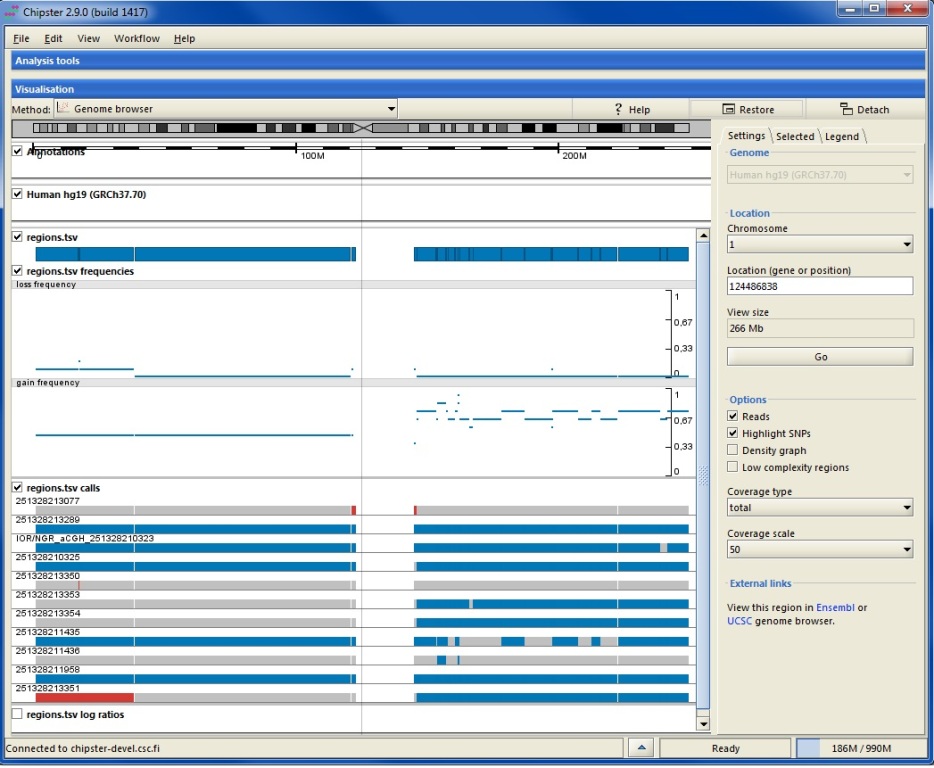 Chipster 2.9.0 (build 1417)
File Edit View Workflow Help
Analysis tools
Visualisation
Method: Genome browser
? Help
Restore
Detach
Annotations
0
100M
200M
Human hg19 (GRCh37.70)
regions.tsv
regions.tsv frequencies
loss frequency
1
0,67
0,33
0
gain frequency
1
0,67
0,33
0
regions.tsv calls
251328213077
251328213289
IOR/NGR_aCGH_251328210323
251328210325
251328213350
251328213353
251328213354
251328211435
251328211436
251328211958
251328213351
regions.tsv log ratios
Settings Selected Legend
Genome
Human hg19 (GRCh37.70)
Location
Chromosome
1
Location (gene or position)
124486838
View size
266 Mb
Go
Options
Reads
Highlight SNPs
Density graph
Low complexity regions
Coverage type
total
Coverage scale
50
External links
View this region in Ensembl or
UCSC genome browser.
Connected to chipster-devel.csc.fi
Ready
186M / 990M